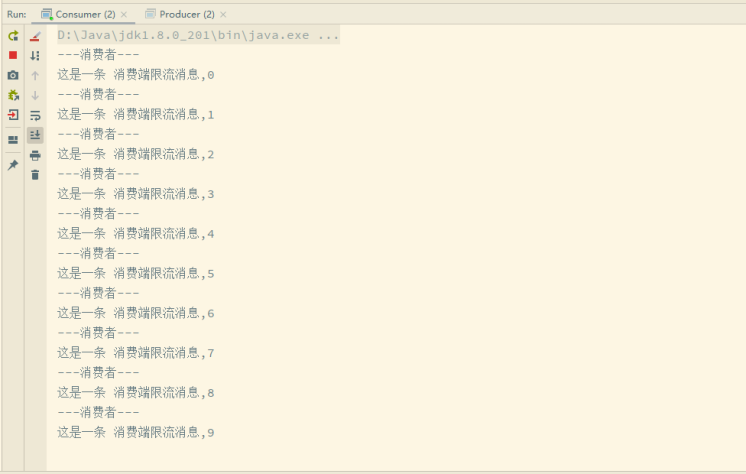 Run: Consumer (2) × Producer (2) ×
D:\Java\jdk1.8.0_201\bin\java.exe ...
---消费者---
这是一条 消费端限流消息,0
---消费者---
这是一条 消费端限流消息,1
---消费者---
这是一条 消费端限流消息,2
---消费者---
这是一条 消费端限流消息,3
---消费者---
这是一条 消费端限流消息,4
---消费者---
这是一条 消费端限流消息,5
---消费者---
这是一条 消费端限流消息,6
---消费者---
这是一条 消费端限流消息,7
---消费者---
这是一条 消费端限流消息,8
---消费者---
这是一条 消费端限流消息,9